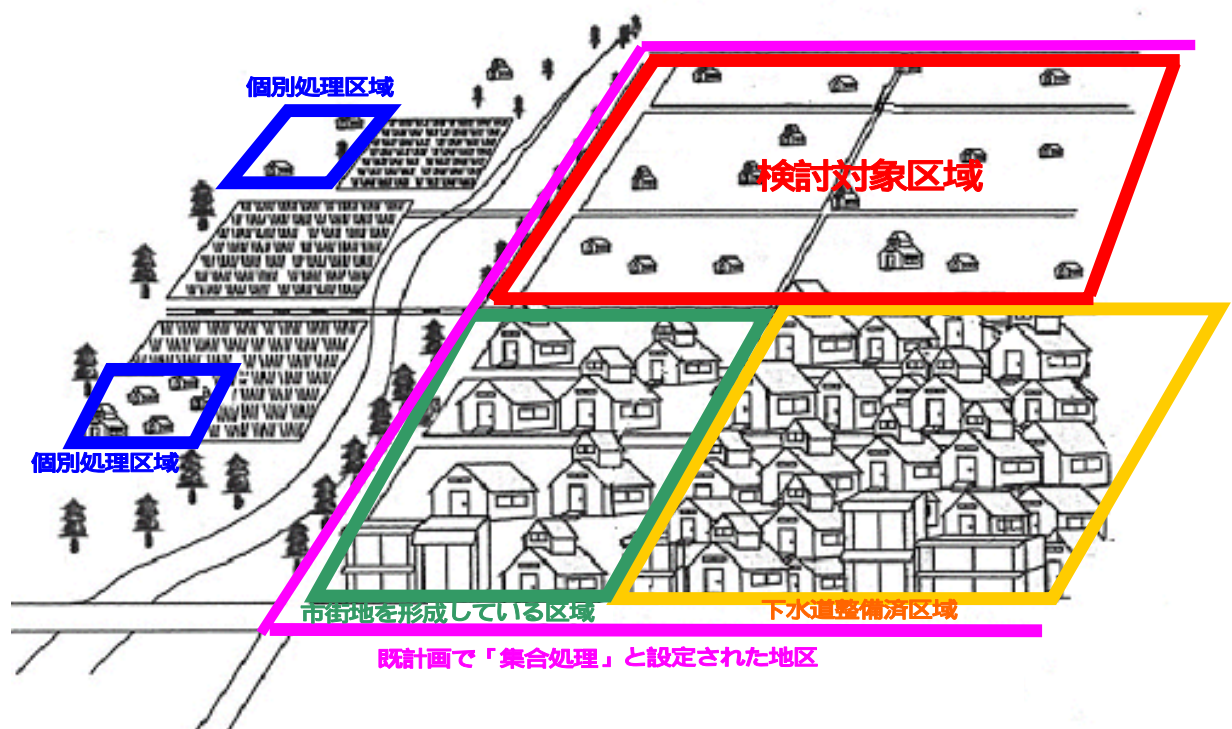 個別処理区域
検討対象区域
個別処理区域
市街地を形成している区域
下水道整備済区域
既計画で「集合処理」と設定された地区